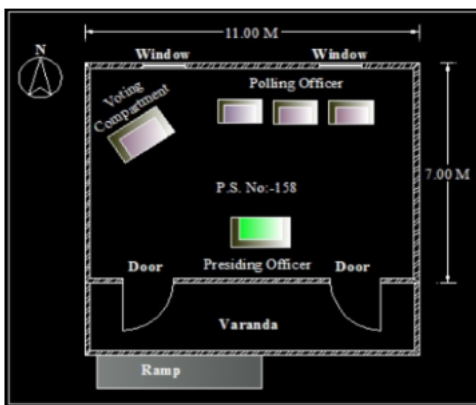 11.00 M
N
Window
Window
Polling Officer
Voting
Compartment
7.00 M
P.S. No:-158
Door
Presiding Officer
Door
Varanda
Ramp